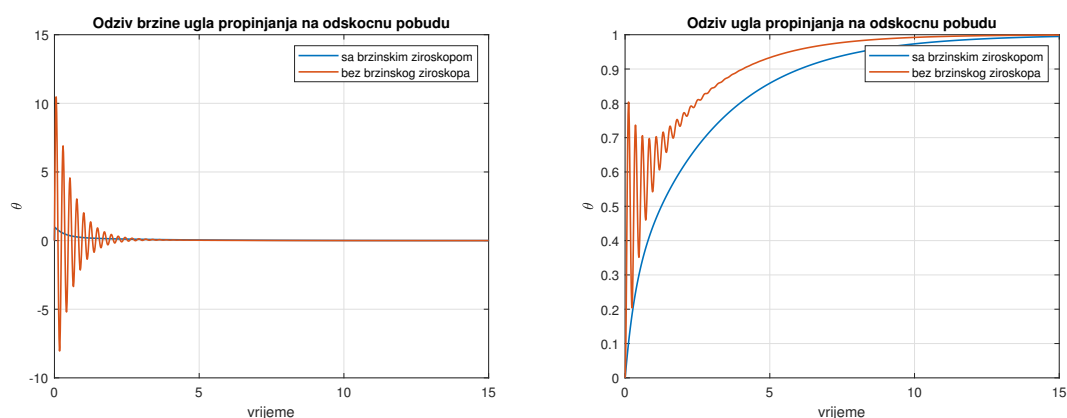 Odziv brzine ugla propinjanja na odskocnu pobudu
15
10
5
0
-5
-10
θ
0
5
10
15
vrijeme
sa brzinskim ziroskopom
bez brzinskog ziroskopa
Odziv ugla propinjanja na odskocnu pobudu
1
0.9
0.8
0.7
0.6
0.5
0.4
0.3
0.2
0.1
0
θ
0
5
10
15
vrijeme
sa brzinskim ziroskopom
bez brzinskog ziroskopa